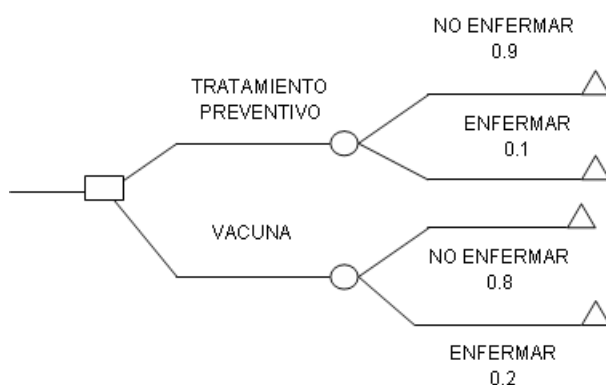 NO ENFERMAR
0.9
TRATAMIENTO
PREVENTIVO
ENFERMAR
0.1
VACUNA
NO ENFERMAR
0.8
ENFERMAR
0.2